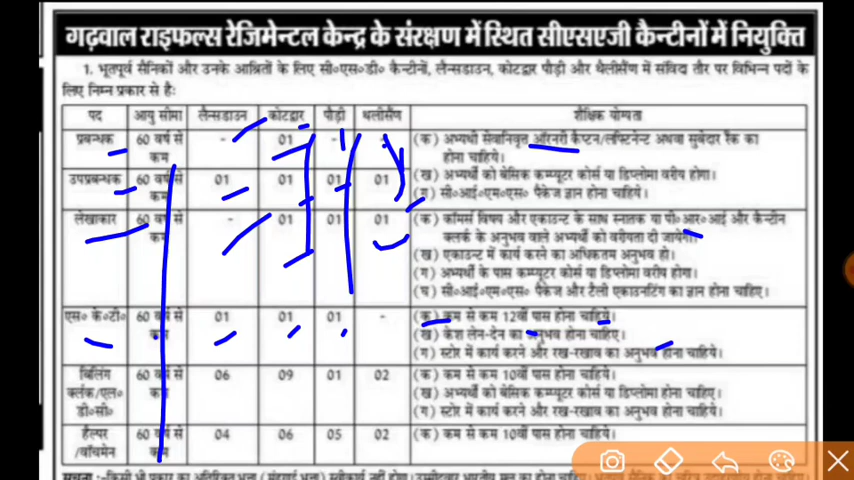 गढ़वाल राइफल्स रेजिमेन्टल केन्द्र के संरक्षण में स्थित सीएसएजी कैन्टीनों में नियुक्ति
1. भूतपूर्व सैनिकों और उनके आश्रितों के लिए सी०एस०डी० कैन्टीनों, लैन्सडाउन, कोटद्वार पौड़ी और थैलीसैंण में संविदा तौर पर विभिन्न पदों के
लिए निम्न प्रकार से है:
पद आयु सीमा लैन्सडाउन कोटद्वार पौड़ी थलीसैंण शैक्षिक योग्यता
प्रबन्धक 60 वर्ष से कम - 01 - - (क) अभ्यथी सेवानिवृत्त ऑरनरी कैप्टन/लफ्टिनेन्ट अथवा सुबेदार रैंक का
होना चाहिये।
(ख) अभ्यर्थी को बेसिक कम्प्यूटर कोर्स या डिप्लोमा वरीय होगा।
उपप्रबन्धक 60 वर्ष से कम 01 01 01 01 (ग) सी०आई०एम०एस० पैकेज ज्ञान होना चाहिये।
लेखाकार 60 वर्ष से कम - 01 01 01 (क) कॉमर्स विषय और एकाउन्ट के साथ स्नातक या पी०आर०आई और कैन्टीन
क्लर्क के अनुभव वाले अभ्यर्थी को वरीयता दी जायेगी।
(ख) एकाउन्ट में कार्य करने का अधिकतम अनुभव हो।
(ग) अभ्यर्थी के पास कम्प्यूटर कोर्स या डिप्लोमा वरीय होगा।
(घ) सी०आई०एम०एस० पैकेज और टैली एकाउनटिंग का ज्ञान होना चाहिए।
एस० के०टी० 60 वर्ष से कम 01 01 01 - (क) कम से कम 12वीं पास होना चाहिये।
(ख) केश लेन-देन का अनुभव होना चाहिए।
(ग) स्टोर में कार्य करने और रख-रखाव का अनुभव होना चाहिये।
बिलिंग क्लर्क/एल० डी०सी० 60 वर्ष से कम 06 09 01 02 (क) कम से कम 10वीं पास होना चाहिये।
(ख) अभ्यर्थी को बेसिक कम्प्यूटर कोर्स या डिप्लोमा होना चाहिए।
(ग) स्टोर में कार्य करने और रख-रखाव का अनुभव होना चाहिये।
हैल्पर /वॉचमेन 60 वर्ष से कम 04 06 05 02 (क) कम से कम 10वीं पास होना